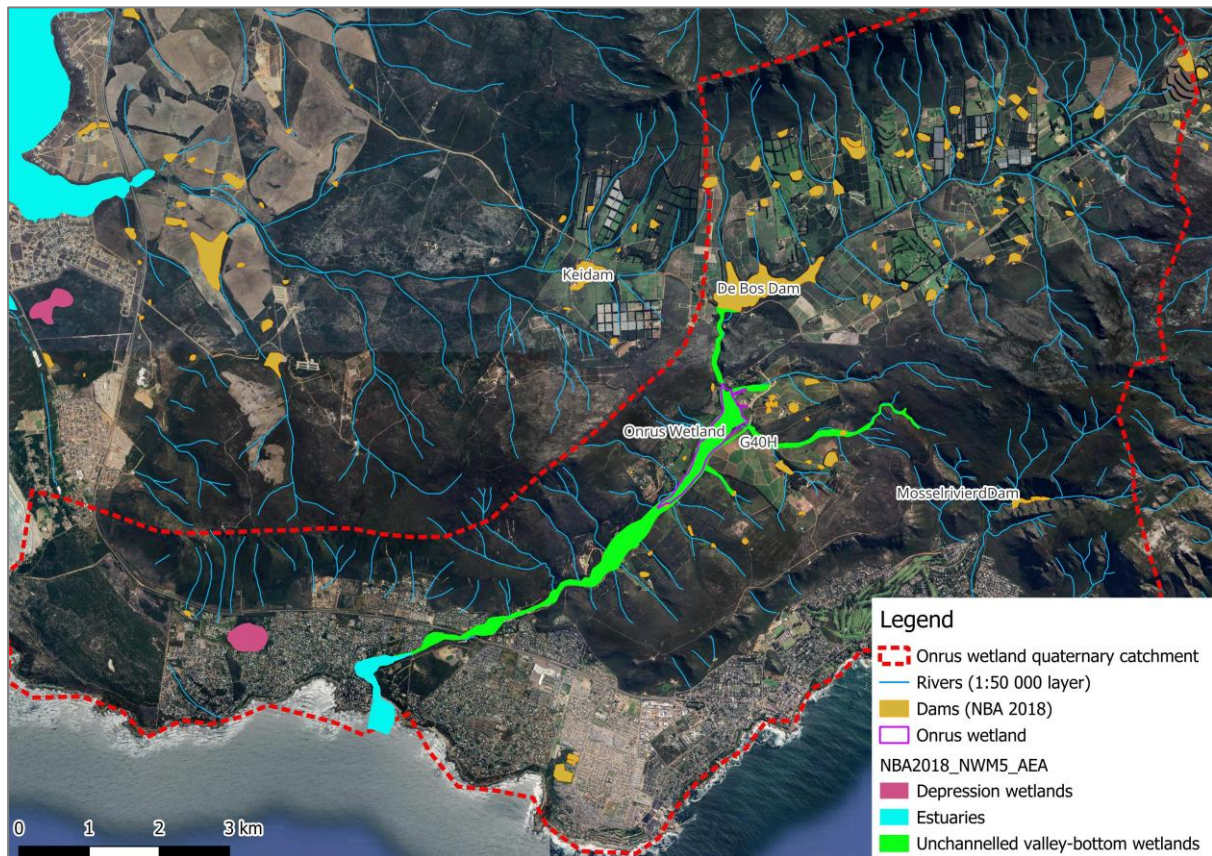 Keidam
De Bos Dam
Onrus Wetland
G40H
MosselrivierdDam
Legend
Onrus wetland quaternary catchment
Rivers (1:50 000 layer)
Dams (NBA 2018)
Onrus wetland
NBA2018_NWM5_AEA
Depression wetlands
Estuaries
Unchannelled valley-bottom wetlands
0 1 2 3 km